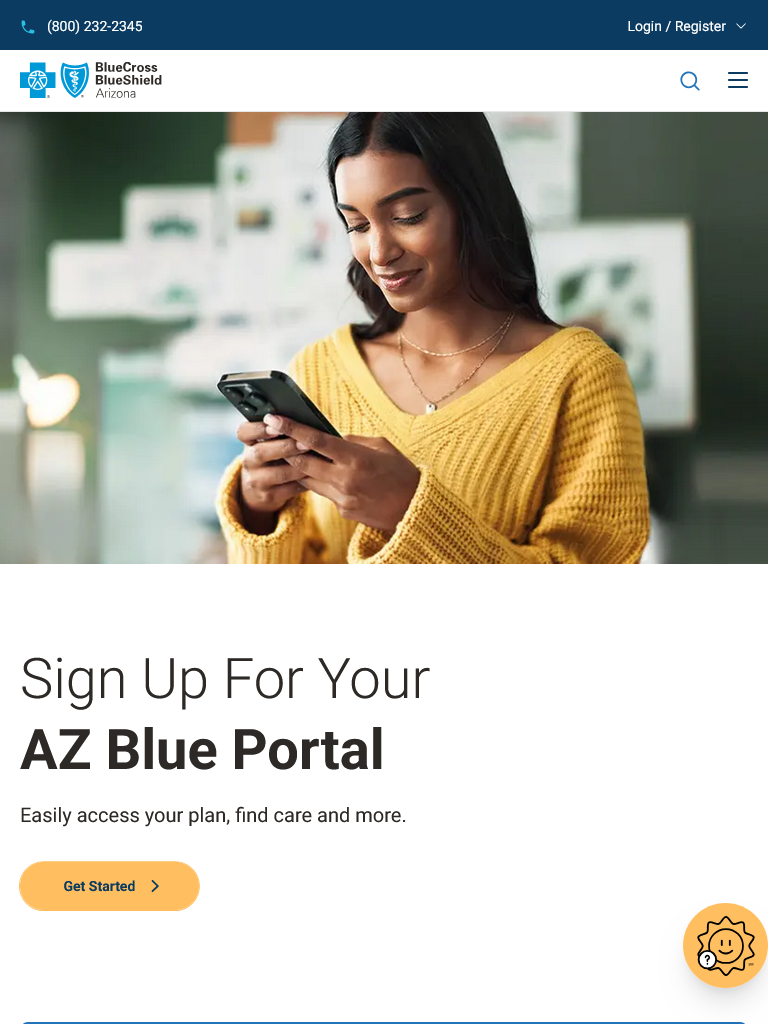 (800) 232-2345
Login / Register
BlueCross
BlueShield
Arizona
Sign Up For Your
AZ Blue Portal
Easily access your plan, find care and more.
Get Started
?